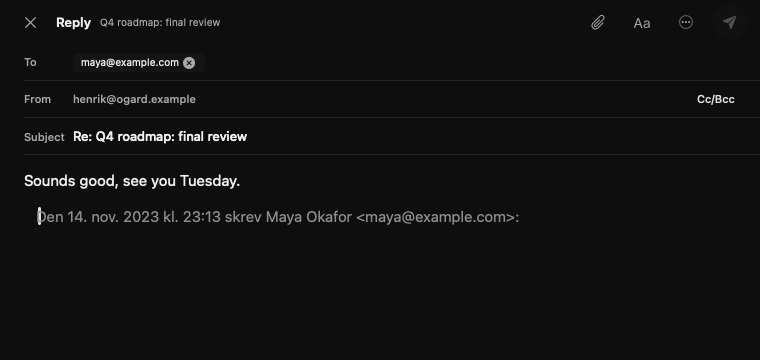 Reply Q4 roadmap: final review
Aa
To maya@example.com
From henrik@ogard.example Cc/Bcc
Subject Re: Q4 roadmap: final review
Sounds good, see you Tuesday.
Den 14. nov. 2023 kl. 23:13 skrev Maya Okafor <maya@example.com>: